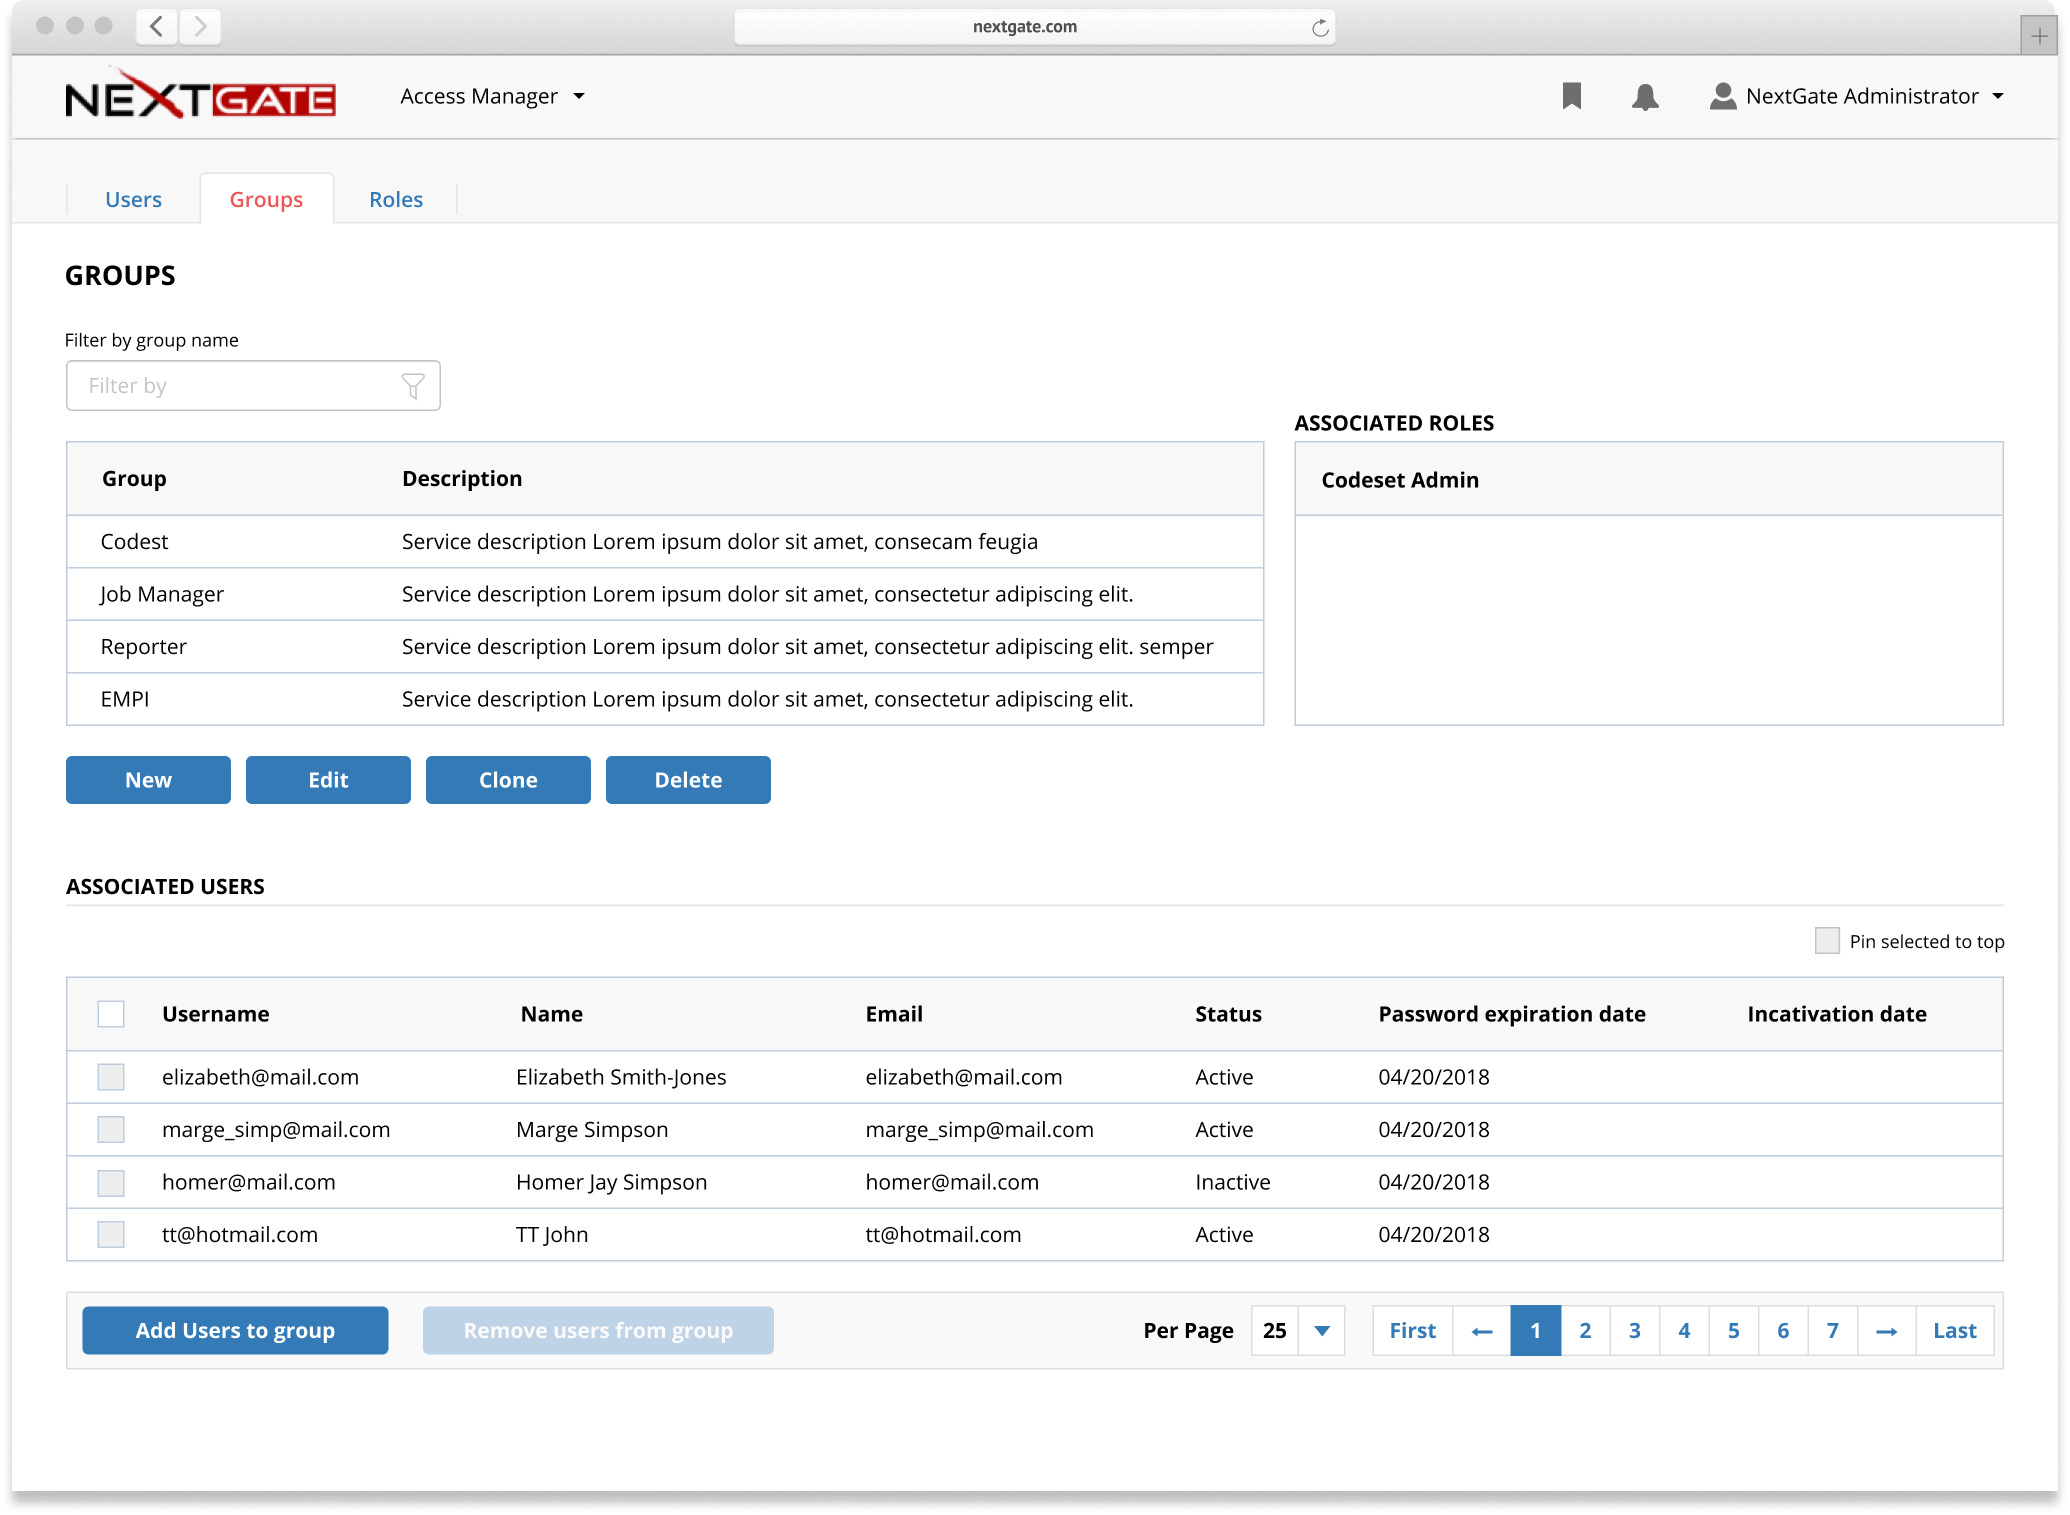 nextgate.com
NEXTGATE Access Manager NextGate Administrator
Users Groups Roles
GROUPS
Filter by group name
Filter by
ASSOCIATED ROLES
Group Description
Codeset Admin
Codest Service description Lorem ipsum dolor sit amet, consecam feugia
Job Manager Service description Lorem ipsum dolor sit amet, consectetur adipiscing elit.
Reporter Service description Lorem ipsum dolor sit amet, consectetur adipiscing elit. semper
EMPI Service description Lorem ipsum dolor sit amet, consectetur adipiscing elit.
New Edit Clone Delete
ASSOCIATED USERS
Pin selected to top
Username Name Email Status Password expiration date Incativation date
elizabeth@mail.com Elizabeth Smith-Jones elizabeth@mail.com Active 04/20/2018
marge_simp@mail.com Marge Simpson marge_simp@mail.com Active 04/20/2018
homer@mail.com Homer Jay Simpson homer@mail.com Inactive 04/20/2018
tt@hotmail.com TT John tt@hotmail.com Active 04/20/2018
Add Users to group Remove users from group Per Page 25 First ← 1 2 3 4 5 6 7 → Last